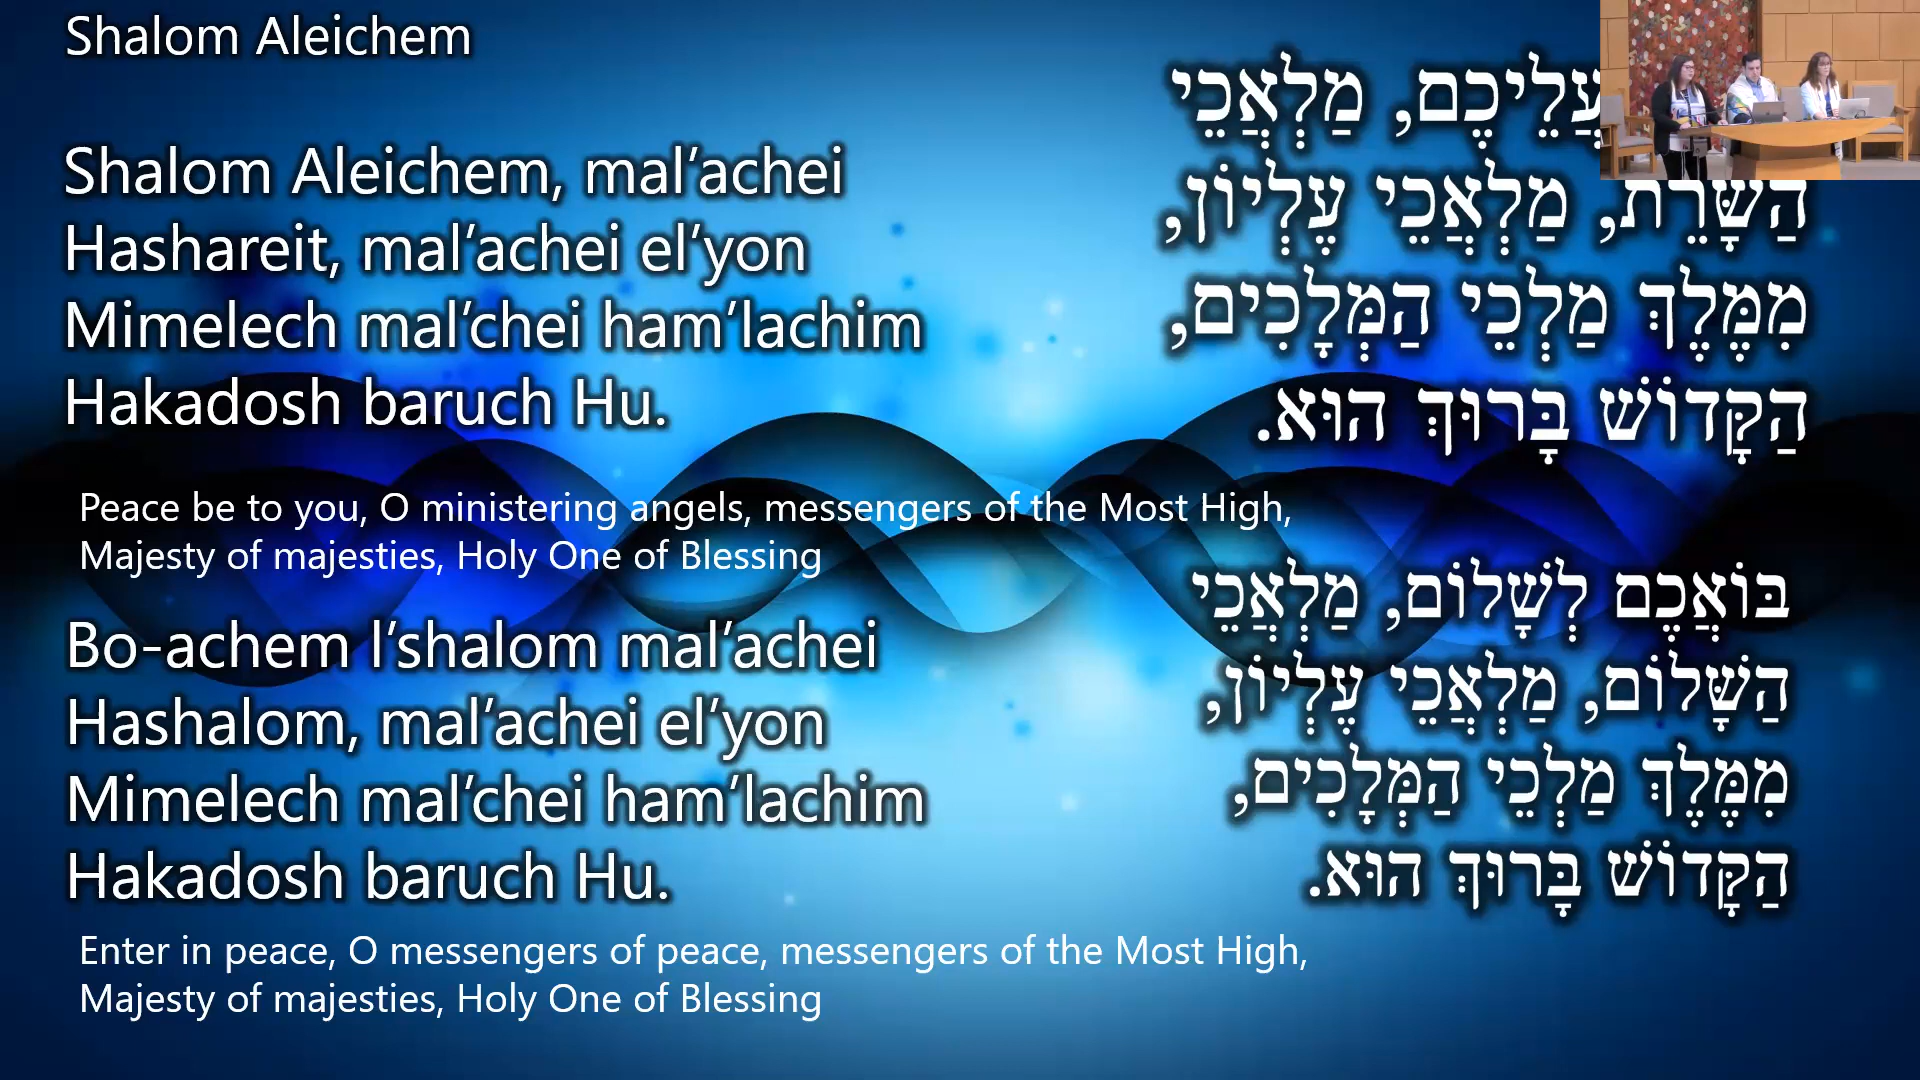 Shalom Aleichem
Shalom Aleichem, mal’achei
Hashareit, mal’achei el’yon
Mimelech mal’chei ham’lachim
Hakadosh baruch Hu.
עֲלֵיכֶם, מַלְאֲכֵי
הַשָּׁרֵת, מַלְאֲכֵי עֶלְיוֹן,
מִמֶּלֶךְ מַלְכֵי הַמְּלָכִים,
הַקָּדוֹשׁ בָּרוּךְ הוּא.
Peace be to you, O ministering angels, messengers of the Most High,
Majesty of majesties, Holy One of Blessing
Bo-achem l’shalom mal’achei
Hashalom, mal’achei el’yon
Mimelech mal’chei ham’lachim
Hakadosh baruch Hu.
בּוֹאֲכֶם לְשָׁלוֹם, מַלְאֲכֵי
הַשָּׁלוֹם, מַלְאֲכֵי עֶלְיוֹן,
מִמֶּלֶךְ מַלְכֵי הַמְּלָכִים,
הַקָּדוֹשׁ בָּרוּךְ הוּא.
Enter in peace, O messengers of peace, messengers of the Most High,
Majesty of majesties, Holy One of Blessing